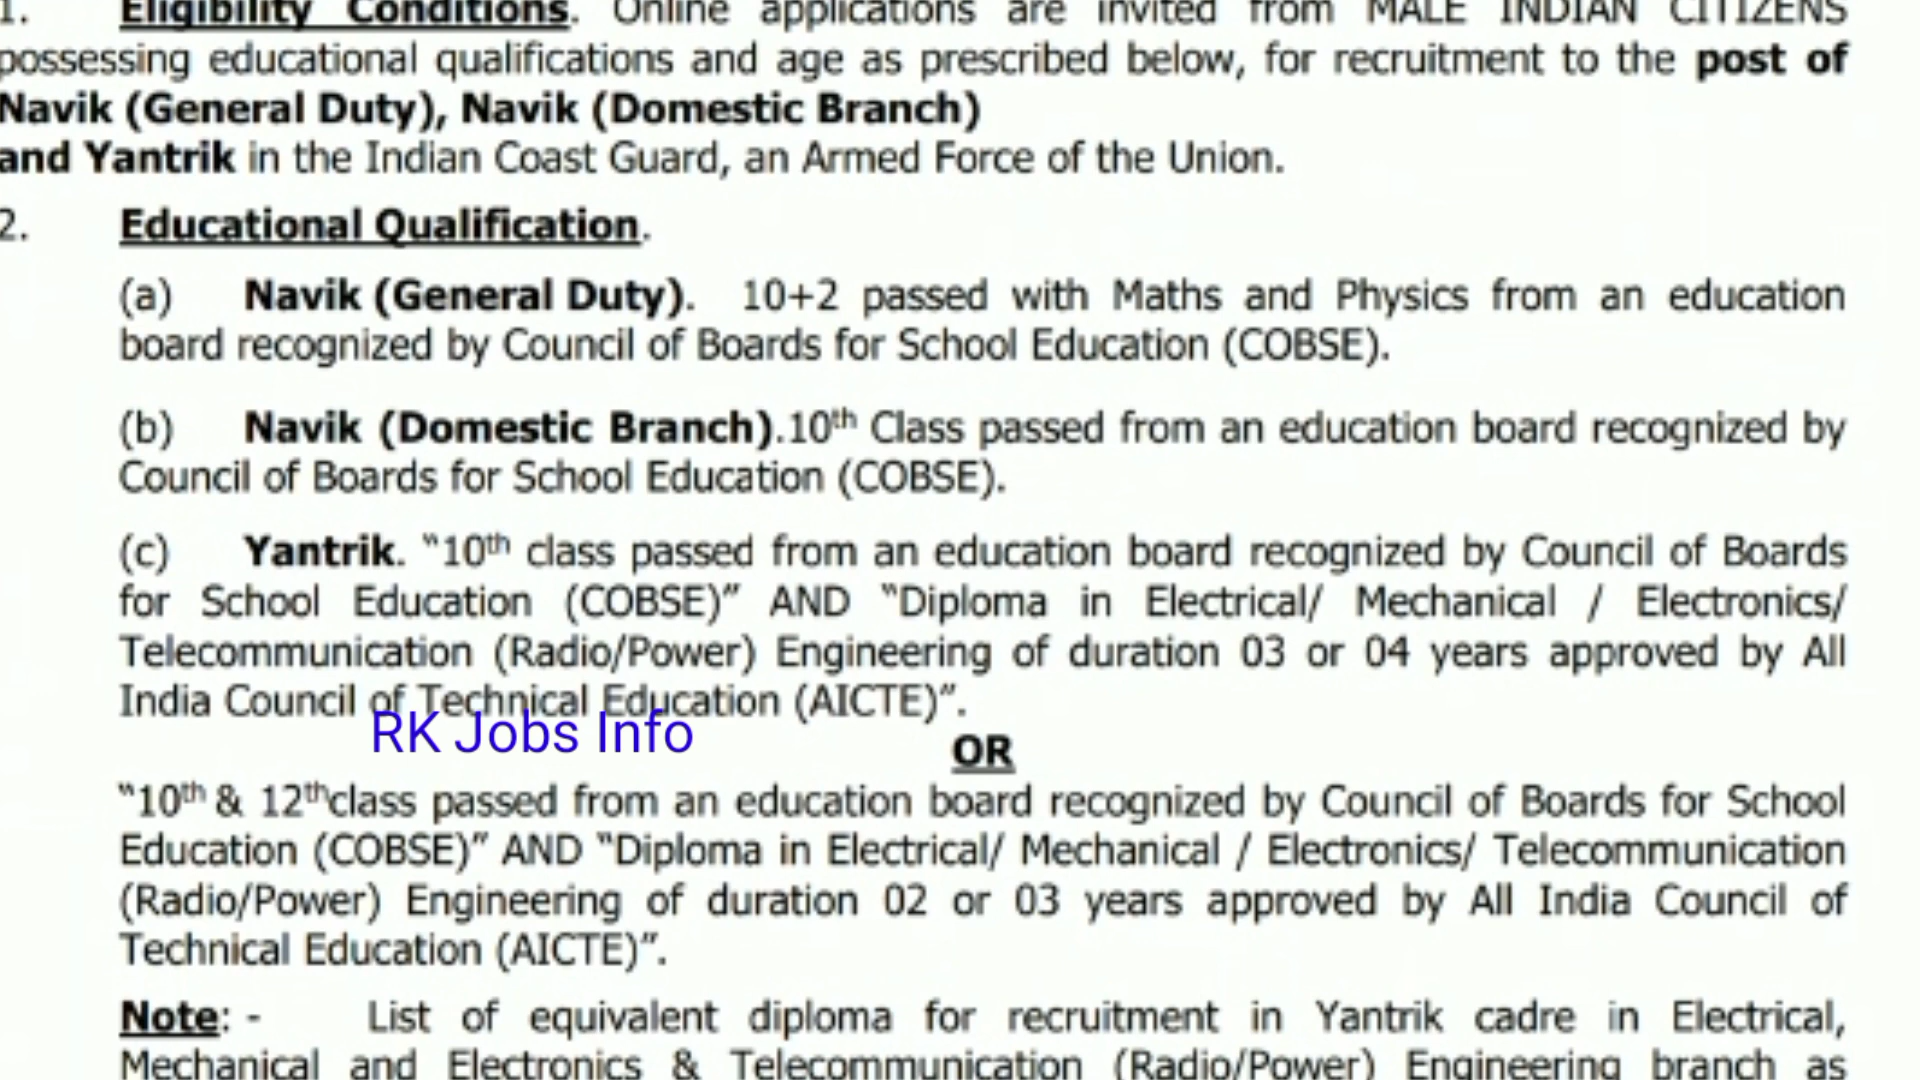 1. Eligibility Conditions. Online applications are invited from MALE INDIAN CITIZENS
possessing educational qualifications and age as prescribed below, for recruitment to the post of
Navik (General Duty), Navik (Domestic Branch)
and Yantrik in the Indian Coast Guard, an Armed Force of the Union.
2. Educational Qualification.
(a) Navik (General Duty). 10+2 passed with Maths and Physics from an education
board recognized by Council of Boards for School Education (COBSE).
(b) Navik (Domestic Branch).10th Class passed from an education board recognized by
Council of Boards for School Education (COBSE).
(c) Yantrik. “10th class passed from an education board recognized by Council of Boards
for School Education (COBSE)” AND “Diploma in Electrical/ Mechanical / Electronics/
Telecommunication (Radio/Power) Engineering of duration 03 or 04 years approved by All
India Council of Technical Education (AICTE)”.
RK Jobs Info
OR
“10th & 12thclass passed from an education board recognized by Council of Boards for School
Education (COBSE)” AND “Diploma in Electrical/ Mechanical / Electronics/ Telecommunication
(Radio/Power) Engineering of duration 02 or 03 years approved by All India Council of
Technical Education (AICTE)”.
Note: - List of equivalent diploma for recruitment in Yantrik cadre in Electrical,
Mechanical and Electronics & Telecommunication (Radio/Power) Engineering branch as